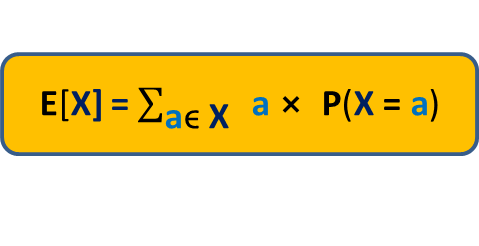 E[X] = ∑a∈ X a × P(X = a)